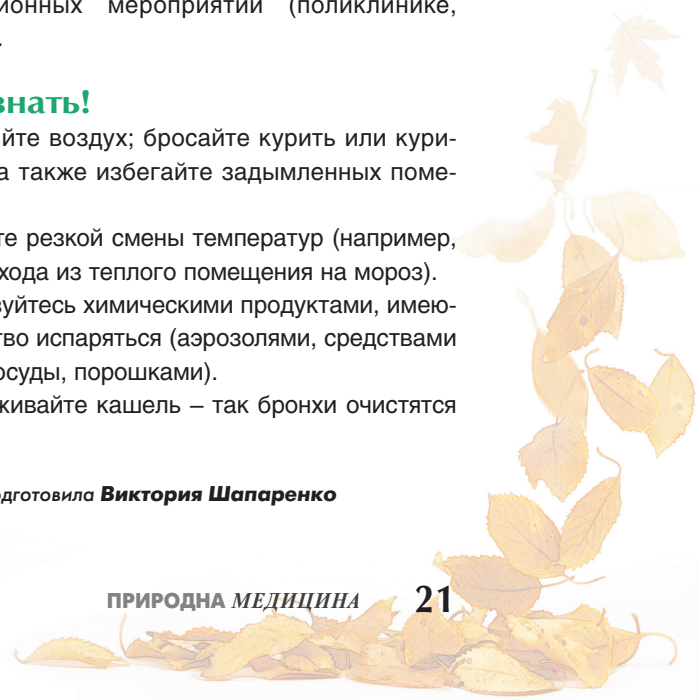 ионных мероприятий (поликлинике,
знать!
йте воздух; бросайте курить или кури-
а также избегайте задымленных поме-
те резкой смены температур (например,
хода из теплого помещения на мороз).
зуйтесь химическими продуктами, имею-
тво испаряться (аэрозолями, средствами
осуды, порошками).
живайте кашель – так бронхи очистятся
дготовила Виктория Шапаренко
ПРИРОДНА МЕДИЦИНА 21